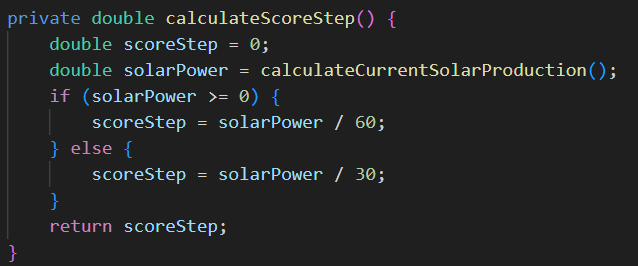 private double calculateScoreStep() {
    double scoreStep = 0;
    double solarPower = calculateCurrentSolarProduction();
    if (solarPower >= 0) {
        scoreStep = solarPower / 60;
    } else {
        scoreStep = solarPower / 30;
    }
    return scoreStep;
}